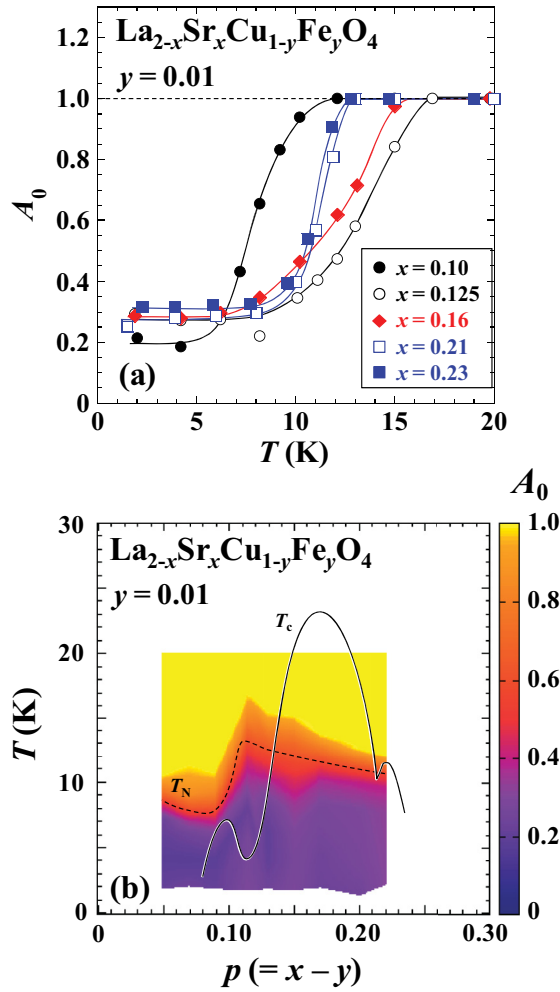 La₂₋ₓSrₓCu₁₋yFeyO₄
y = 0.01
1.2
1.0
0.8
0.6
0.4
0.2
0
A₀
x = 0.10
x = 0.125
x = 0.16
x = 0.21
x = 0.23
(a)
0 5 10 15 20
T (K)
A₀
La₂₋ₓSrₓCu₁₋yFeyO₄
y = 0.01
Tc
TN
30
20
10
0
T (K)
(b)
0 0.10 0.20 0.30
p (= x – y)
1.0
0.8
0.6
0.4
0.2
0